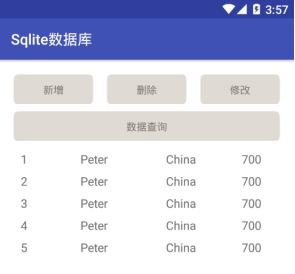 3:57
Sqlite数据库
新增 删除 修改
数据查询
1 Peter China 700
2 Peter China 700
3 Peter China 700
4 Peter China 700
5 Peter China 700